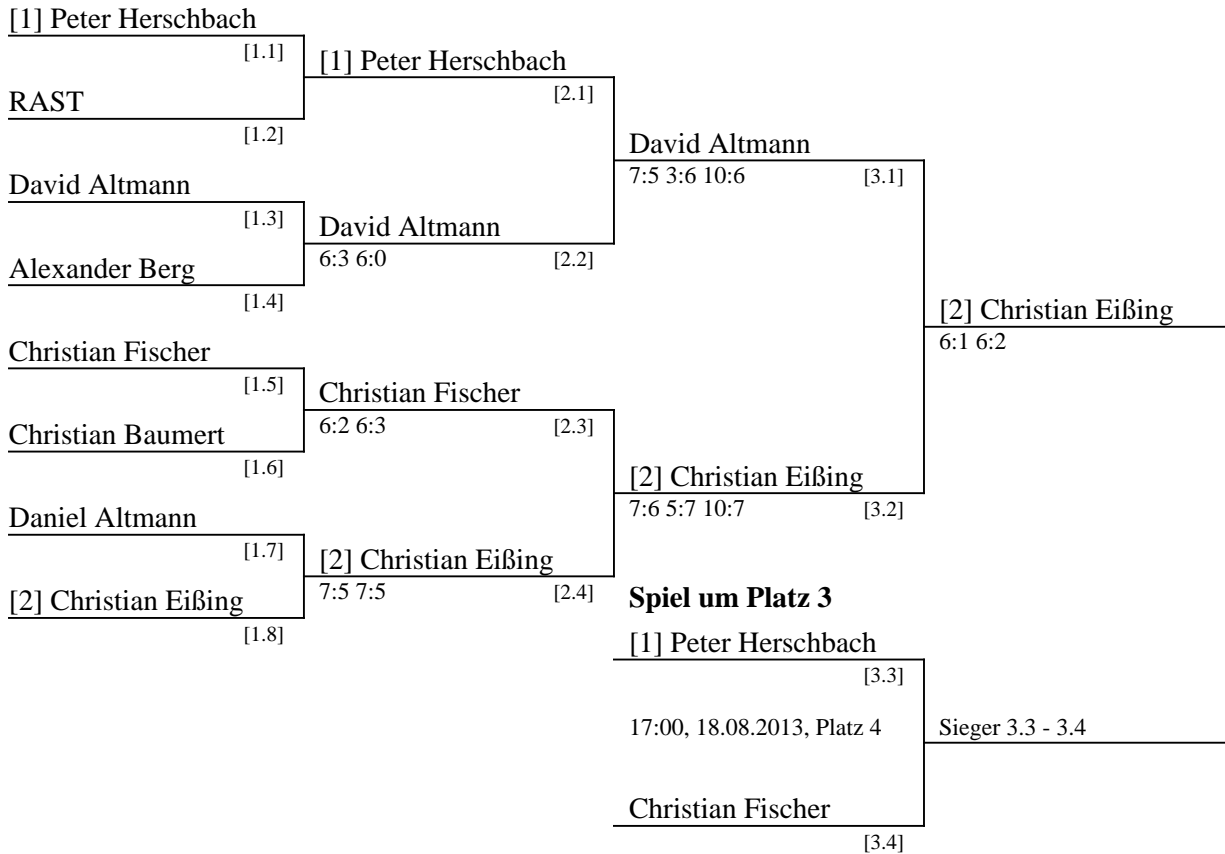 [1] Peter Herschbach
[1.1]
[1] Peter Herschbach
RAST
[2.1]
[1.2]
David Altmann
7:5 3:6 10:6
[3.1]
David Altmann
[1.3]
David Altmann
6:3 6:0
[2.2]
Alexander Berg
[1.4]
[2] Christian Eißing
6:1 6:2
Christian Fischer
[1.5]
Christian Fischer
6:2 6:3
[2.3]
Christian Baumert
[1.6]
[2] Christian Eißing
7:6 5:7 10:7
[3.2]
Daniel Altmann
[1.7]
[2] Christian Eißing
7:5 7:5
[2.4]
[2] Christian Eißing
[1.8]
Spiel um Platz 3
[1] Peter Herschbach
[3.3]
17:00, 18.08.2013, Platz 4
Sieger 3.3 - 3.4
Christian Fischer
[3.4]